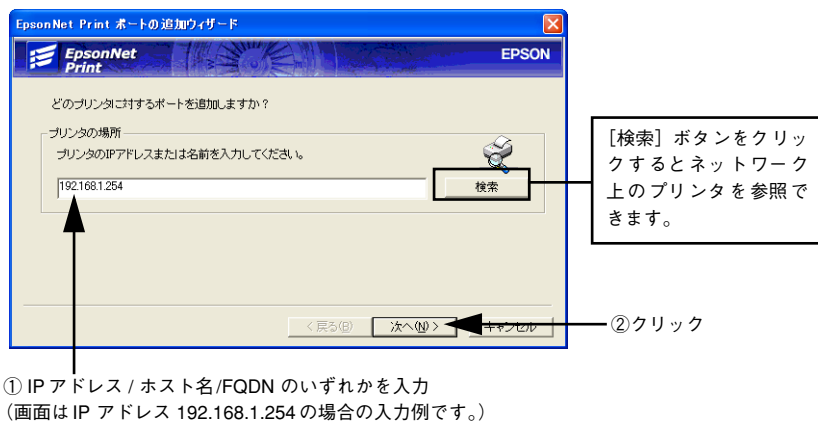 EpsonNet Print ポートの追加ウィザード
EpsonNet
Print
EPSON
どのプリンタに対するポートを追加しますか？
プリンタの場所
プリンタのIPアドレスまたは名前を入力してください。
192.168.1.254
検索
［検索］ボタンをクリッ
クするとネットワーク
上のプリンタを参照で
きます。
< 戻る(B)
次へ(N) >
キャンセル
②クリック
① IP アドレス / ホスト名/FQDN のいずれかを入力
（画面は IP アドレス 192.168.1.254 の場合の入力例です。）